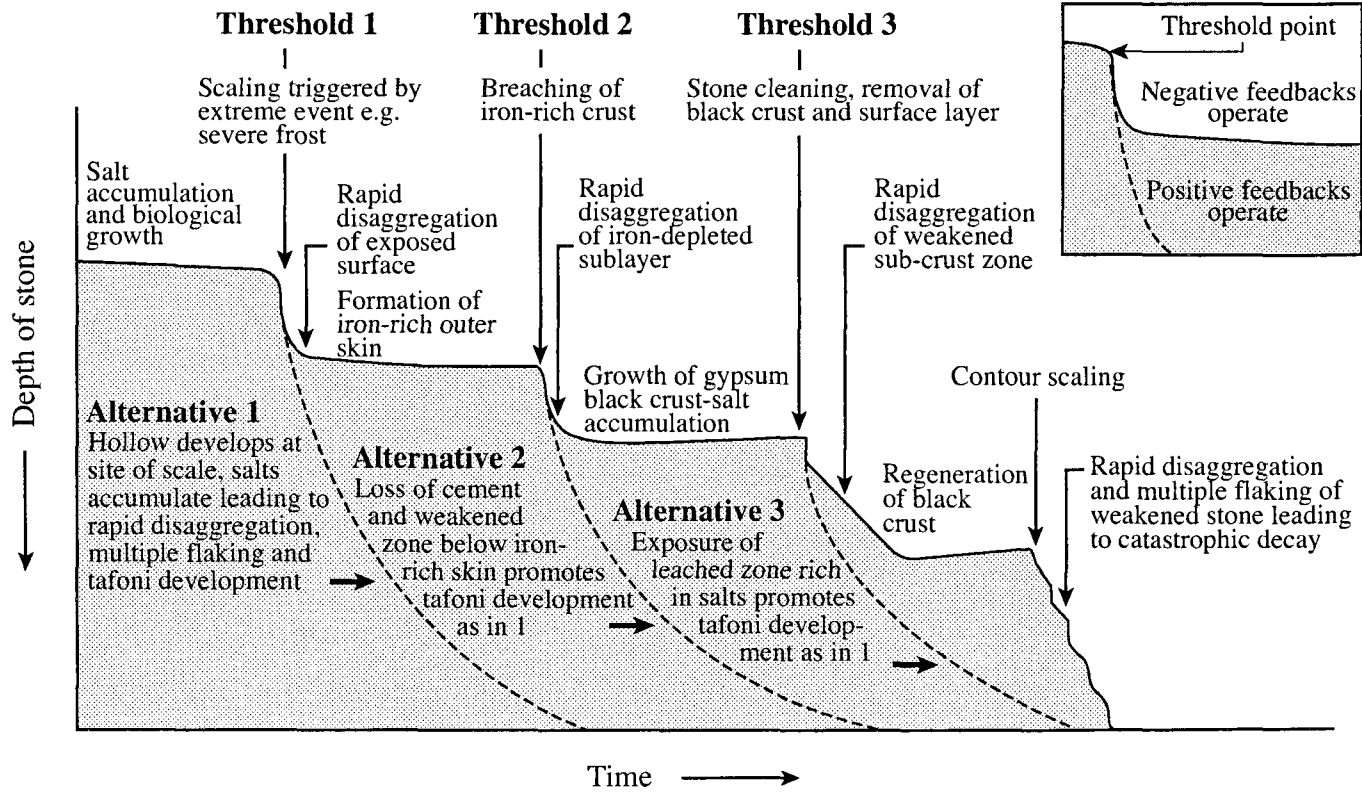 Threshold 1
Scaling triggered by
extreme event e.g.
severe frost
Threshold 2
Breaching of
iron-rich crust
Threshold 3
Stone cleaning, removal of
black crust and surface layer
Threshold point
Negative feedbacks
operate
Positive feedbacks
operate
Salt
accumulation
and biological
growth
Rapid
disaggregation
of exposed
surface
Formation of
iron-rich outer
skin
Rapid
disaggregation
of iron-depleted
sublayer
Growth of gypsum
black crust-salt
accumulation
Rapid
disaggregation
of weakened
sub-crust zone
Regeneration
of black
crust
Contour scaling
Rapid disaggregation
and multiple flaking of
weakened stone leading
to catastrophic decay
Alternative 1
Hollow develops at
site of scale, salts
accumulate leading to
rapid disaggregation,
multiple flaking and
tafoni development
Alternative 2
Loss of cement
and weakened
zone below iron-
rich skin promotes
tafoni development
as in 1
Alternative 3
Exposure of
leached zone rich
in salts promotes
tafoni develop-
ment as in 1
Depth of stone
Time